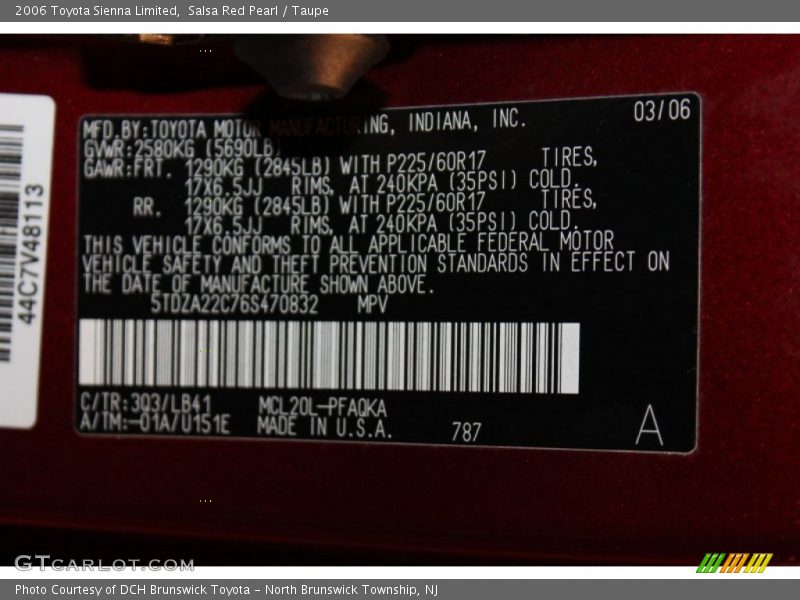 2006 Toyota Sienna Limited, Salsa Red Pearl / Taupe
03/06
MFD.BY:TOYOTA MOTOR MANUFACTURING, INDIANA, INC.
GVWR:2580KG (5690LB)
GAWR:FRT. 1290KG (2845LB) WITH P225/60R17 TIRES,
17X6.5JJ RIMS, AT 240KPA (35PSI) COLD.
RR. 1290KG (2845LB) WITH P225/60R17 TIRES,
17X6.5JJ RIMS, AT 240KPA (35PSI) COLD.
THIS VEHICLE CONFORMS TO ALL APPLICABLE FEDERAL MOTOR
VEHICLE SAFETY AND THEFT PREVENTION STANDARDS IN EFFECT ON
THE DATE OF MANUFACTURE SHOWN ABOVE.
5TDZA22C76S470832 MPV
C/TR:3Q3/LB41 MCL20L-PFAQKA
A/TM:-01A/U151E MADE IN U.S.A. 787
A
44C7V48113
GTCARLOT.COM
Photo Courtesy of DCH Brunswick Toyota - North Brunswick Township, NJ